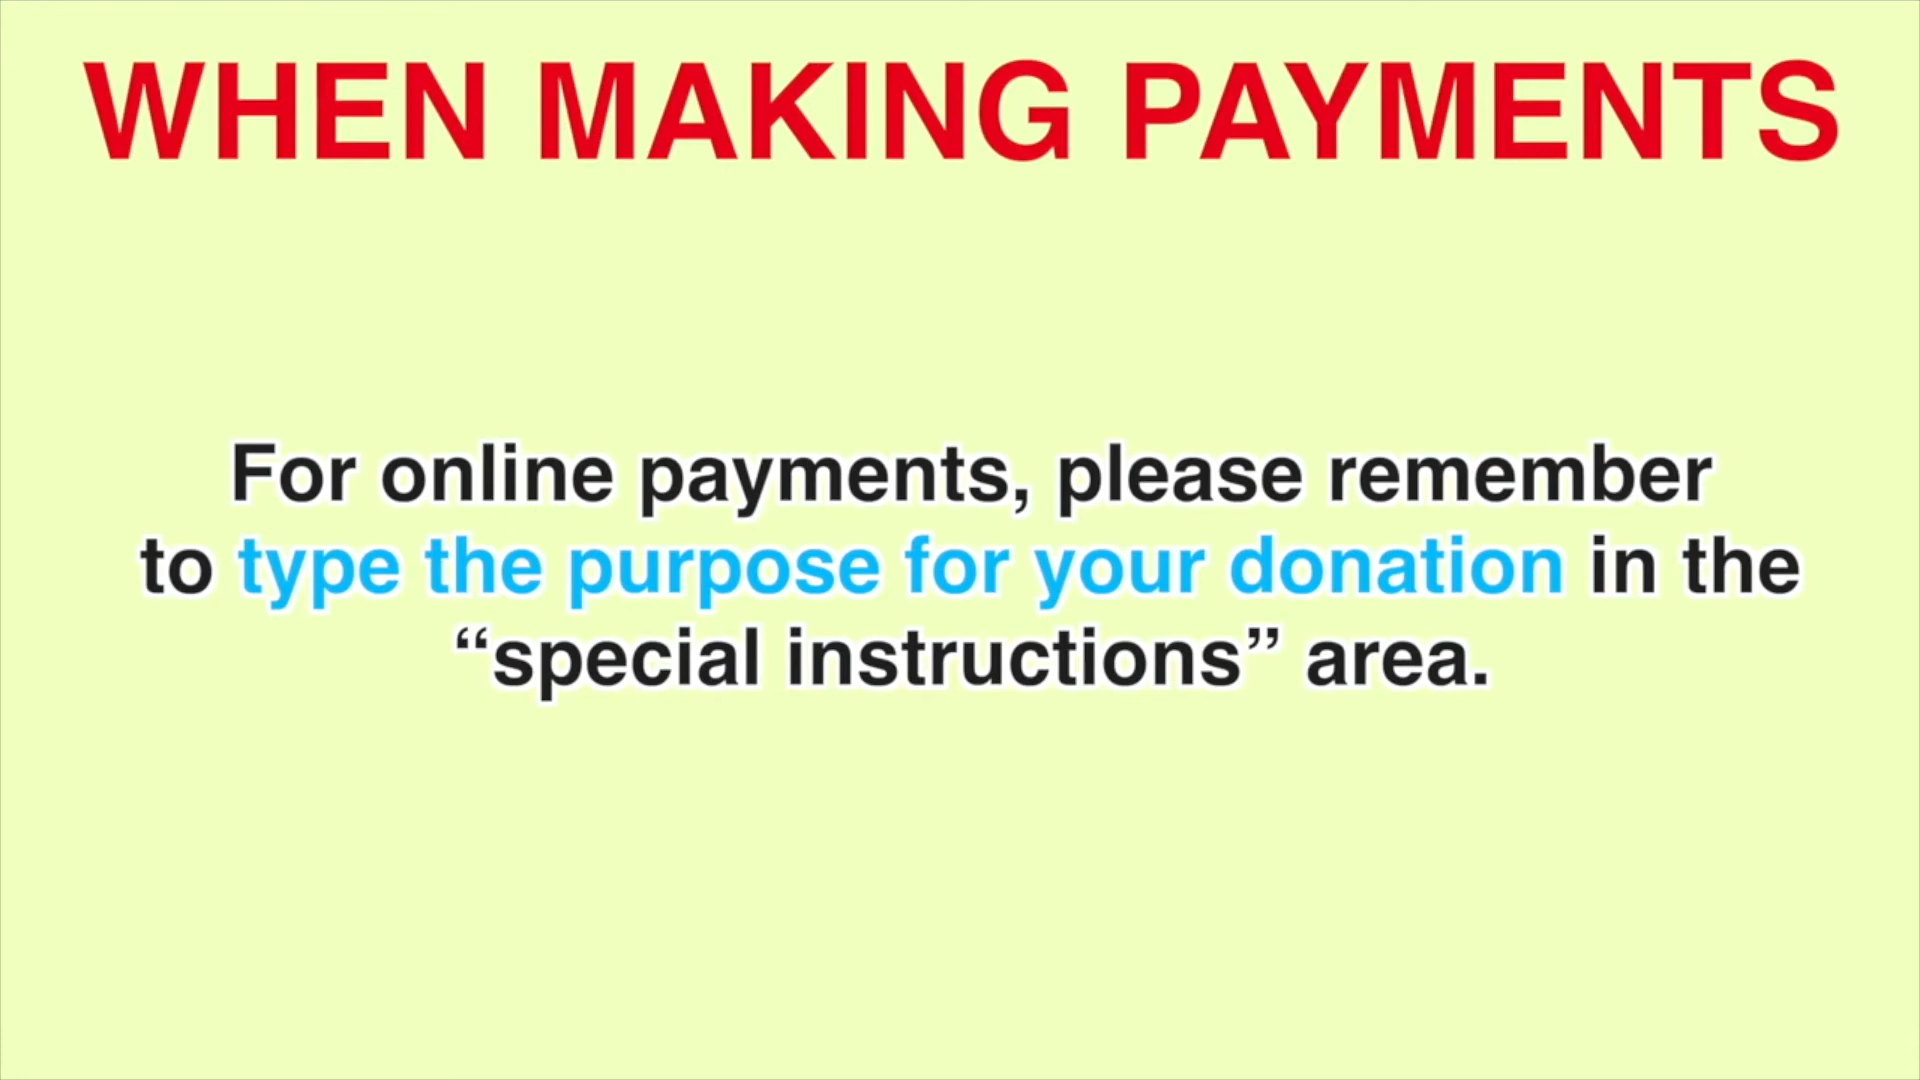 WHEN MAKING PAYMENTS
For online payments, please remember
to type the purpose for your donation in the
“special instructions” area.